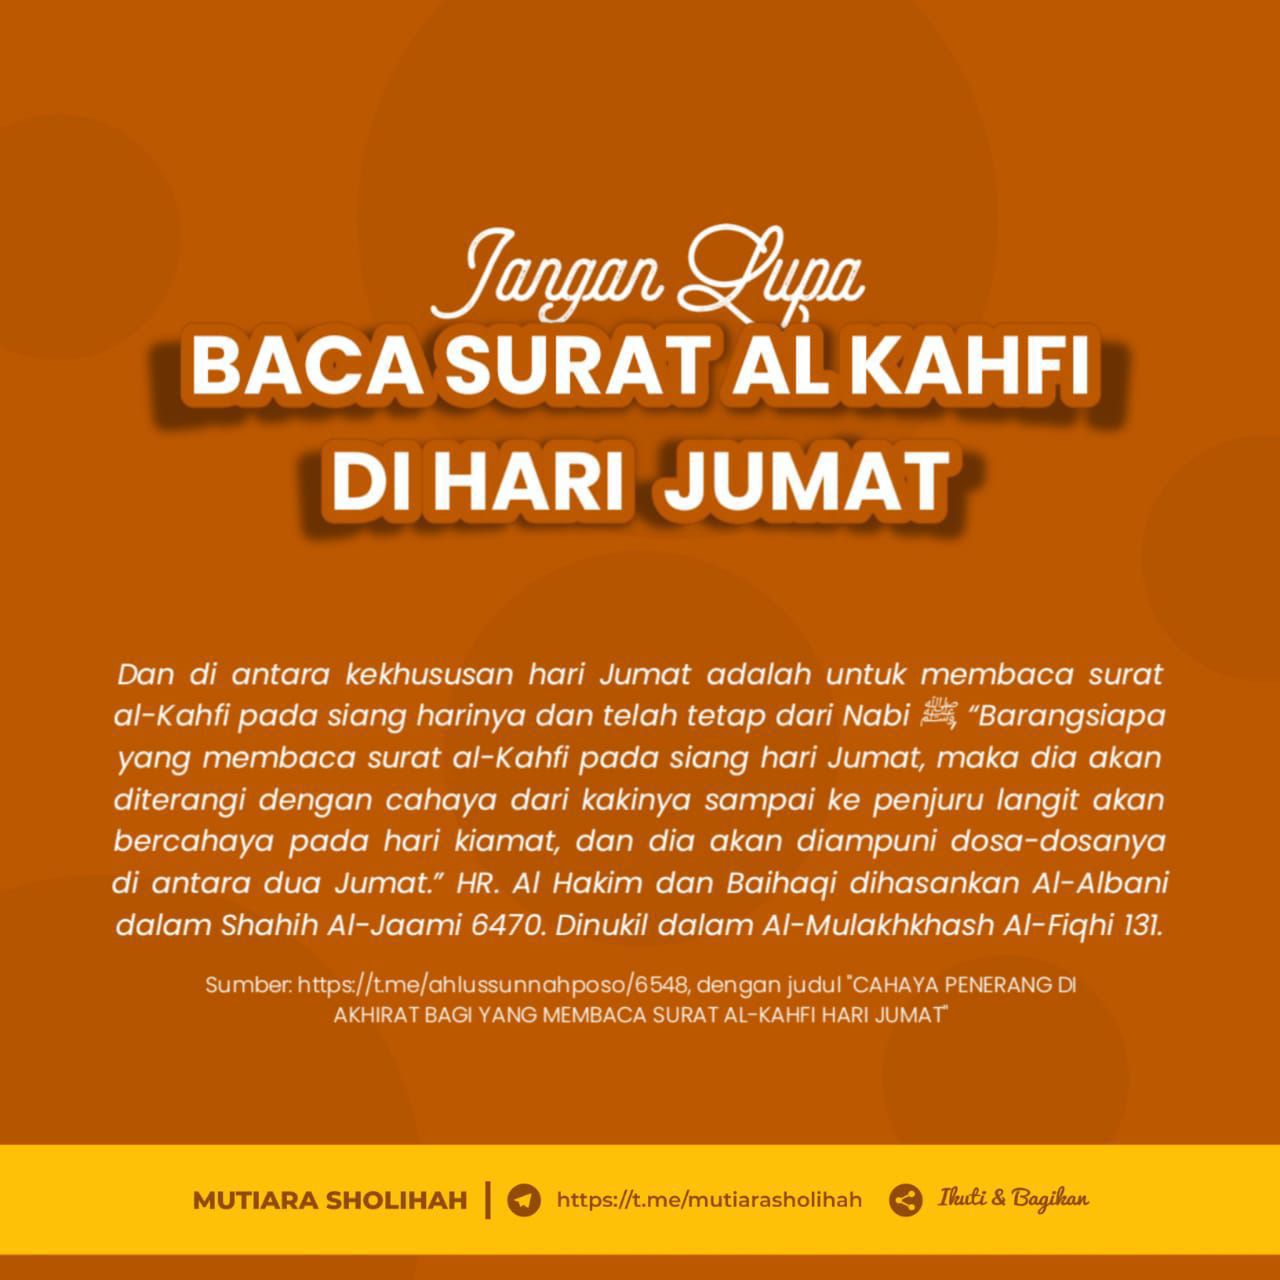 Jangan Lupa
BACA SURAT AL KAHFI
DI HARI JUMAT
Dan di antara kekhususan hari Jumat adalah untuk membaca surat
al-Kahfi pada siang harinya dan telah tetap dari Nabi ﷺ “Barangsiapa
yang membaca surat al-Kahfi pada siang hari Jumat, maka dia akan
diterangi dengan cahaya dari kakinya sampai ke penjuru langit akan
bercahaya pada hari kiamat, dan dia akan diampuni dosa-dosanya
di antara dua Jumat.” HR. Al Hakim dan Baihaqi dihasankan Al-Albani
dalam Shahih Al-Jaami 6470. Dinukil dalam Al-Mulakhkhash Al-Fiqhi 131.
Sumber: https://t.me/ahlussunnahposo/6548, dengan judul "CAHAYA PENERANG DI
AKHIRAT BAGI YANG MEMBACA SURAT AL-KAHFI HARI JUMAT"
MUTIARA SHOLIHAH | https://t.me/mutiarasholihah Ikuti & Bagikan